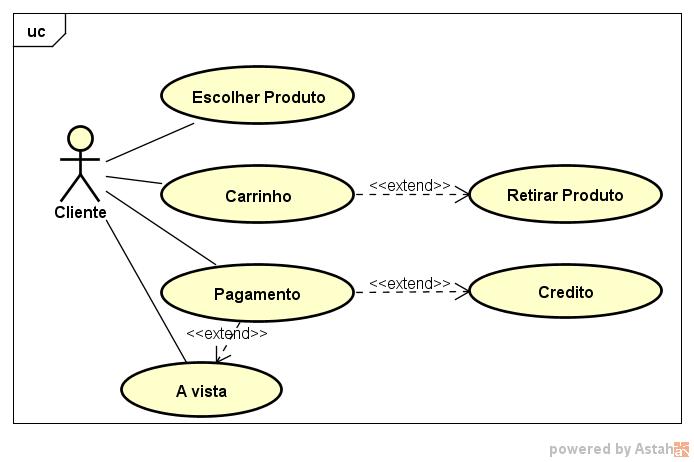 uc
Escolher Produto
Cliente
Carrinho
<<extend>>
Retirar Produto
Pagamento
<<extend>>
Credito
<<extend>>
A vista
powered by Astah